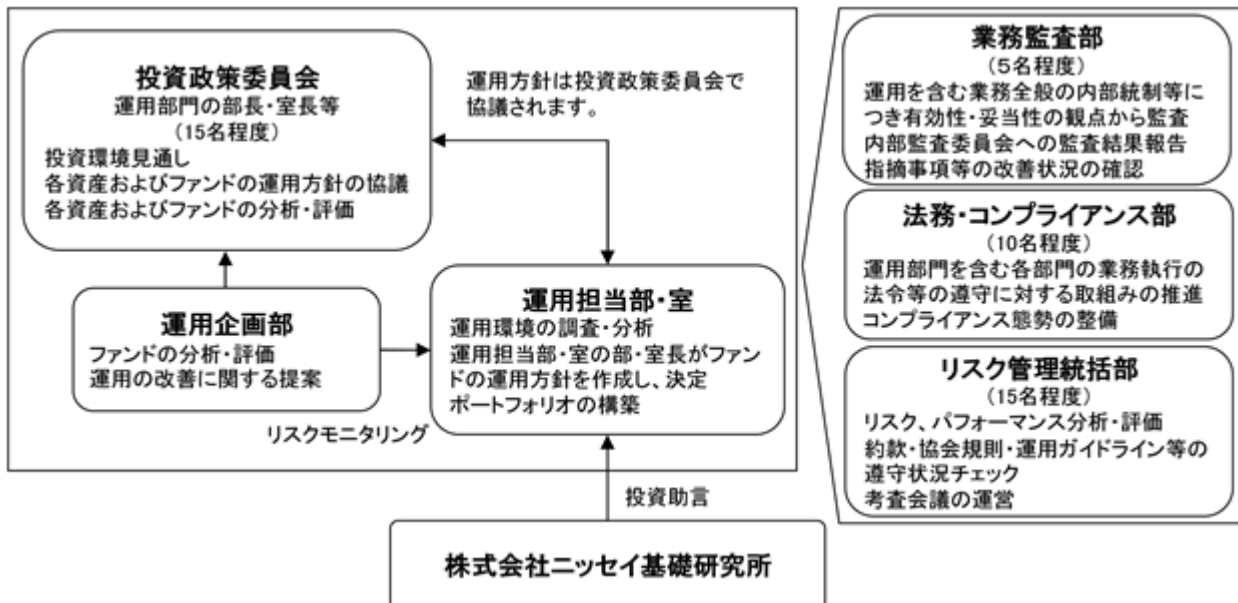 投資政策委員会
運用部門の部長・室長等
(15名程度)
投資環境見通し
各資産およびファンドの運用方針の協議
各資産およびファンドの分析・評価
運用方針は投資政策委員会で
協議されます。
運用企画部
ファンドの分析・評価
運用の改善に関する提案
リスクモニタリング
運用担当部・室
運用環境の調査・分析
運用担当部・室の部・室長がファン
ドの運用方針を作成し、決定
ポートフォリオの構築
投資助言
株式会社ニッセイ基礎研究所
業務監査部
(5名程度)
運用を含む業務全般の内部統制等に
つき有効性・妥当性の観点から監査
内部監査委員会への監査結果報告
指摘事項等の改善状況の確認
法務・コンプライアンス部
(10名程度)
運用部門を含む各部門の業務執行の
法令等の遵守に対する取組みの推進
コンプライアンス態勢の整備
リスク管理統括部
(15名程度)
リスク、パフォーマンス分析・評価
約款・協会規則・運用ガイドライン等の
遵守状況チェック
考査会議の運営